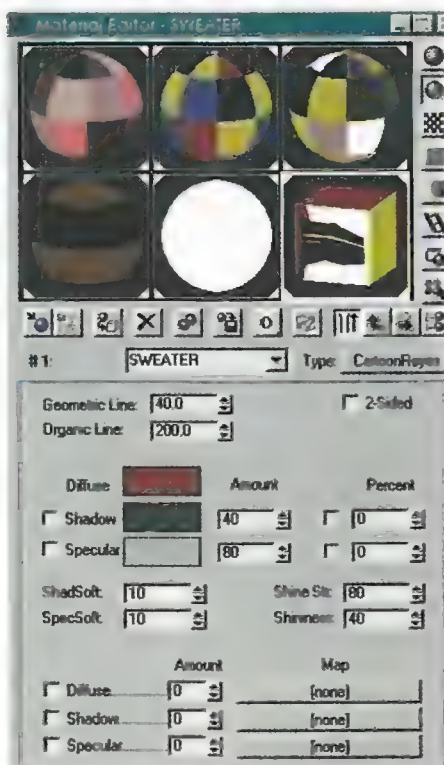 Material Editor - SWEATER
#1: SWEATER Type: CartoonReyes
Geometric Line: 40,0 2-Sided
Organic Line: 200,0
Diffuse Amount Percent
Shadow 40 0
Specular 80 0
ShadSoft: 10 Shine Str: 80
SpecSoft: 10 Shininess: 40
Amount Map
Diffuse 0 [none]
Shadow 0 [none]
Specular 0 [none]